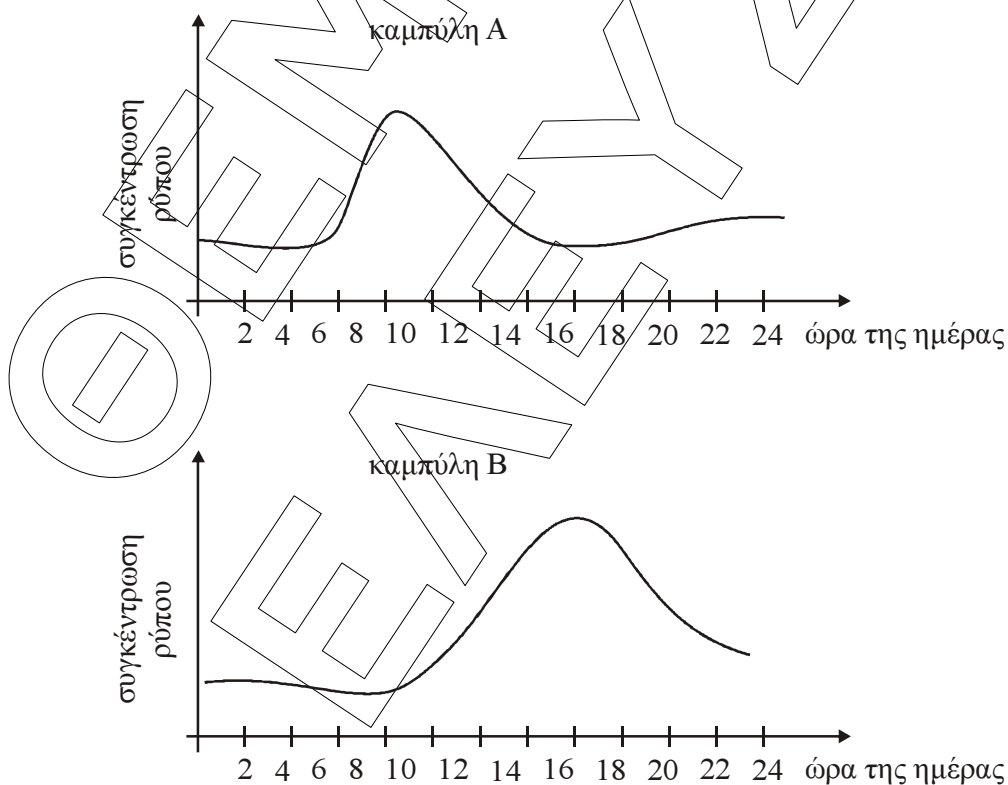 καμπύλη Α
συγκέντρωση
ρύπου
2 4 6 8 10 12 14 16 18 20 22 24 ώρα της ημέρας
καμπύλη Β
συγκέντρωση
ρύπου
2 4 6 8 10 12 14 16 18 20 22 24 ώρα της ημέρας